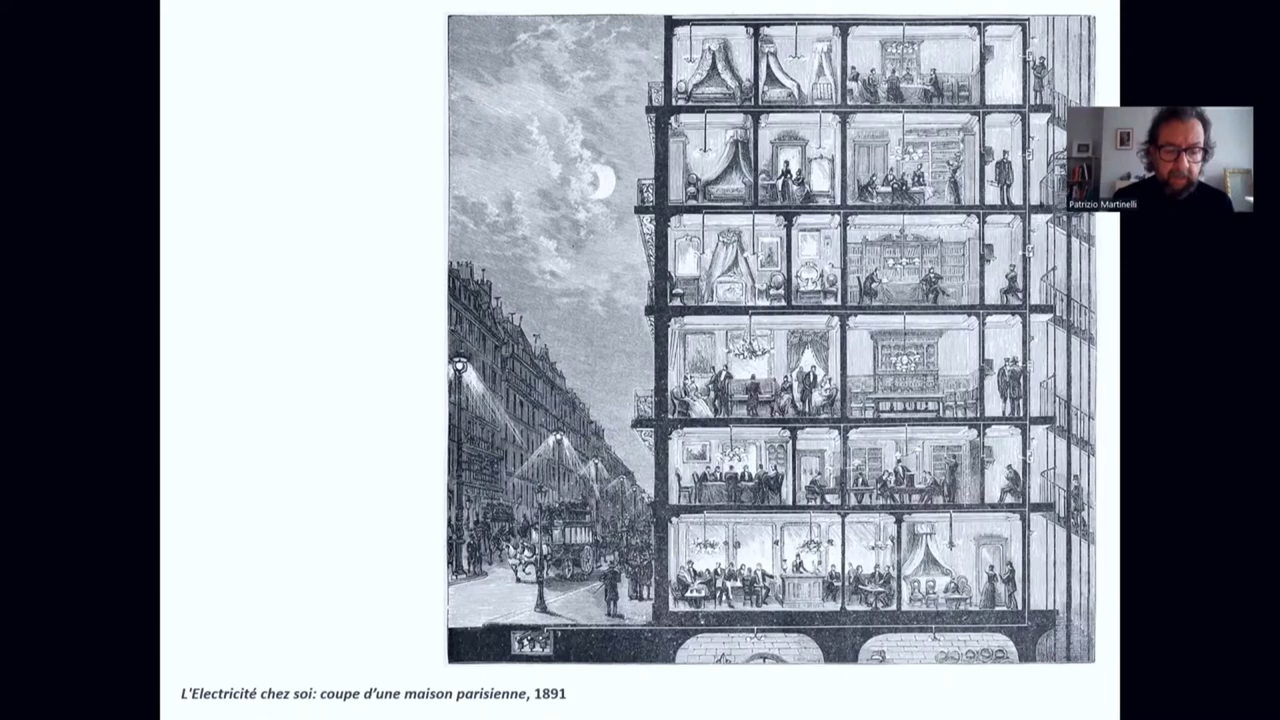 Patrizio Martinelli
L'Electricité chez soi: coupe d’une maison parisienne, 1891